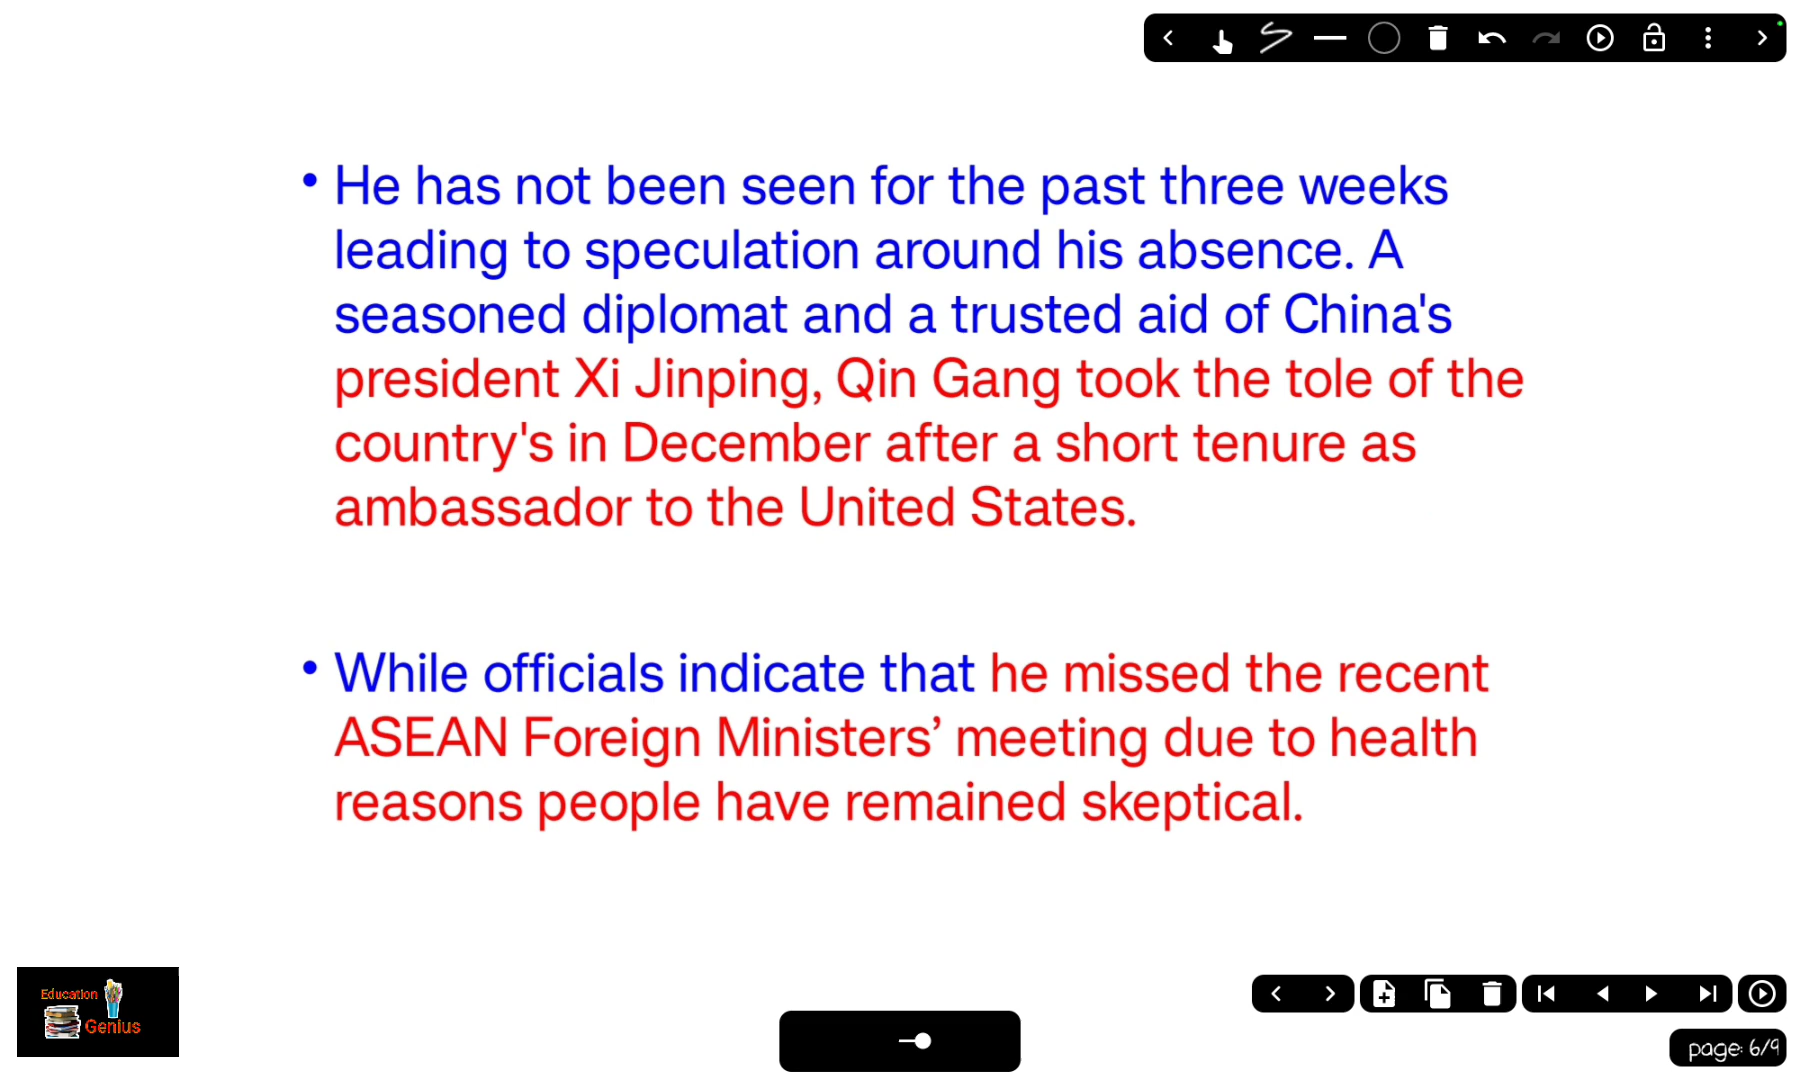 • He has not been seen for the past three weeks
leading to speculation around his absence. A
seasoned diplomat and a trusted aid of China's
president Xi Jinping, Qin Gang took the tole of the
country's in December after a short tenure as
ambassador to the United States.
• While officials indicate that he missed the recent
ASEAN Foreign Ministers’ meeting due to health
reasons people have remained skeptical.
Education
Genius
page: 6/9